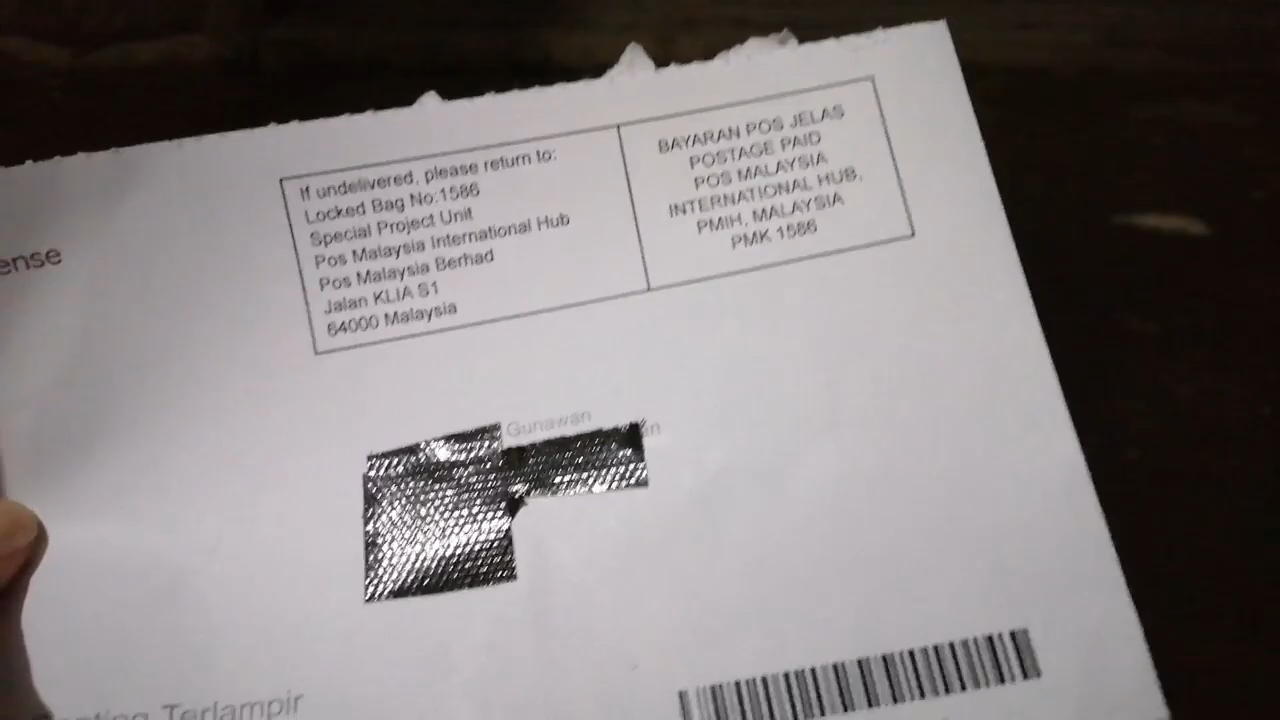 If undelivered, please return to:
Locked Bag No:1586
Special Project Unit
Pos Malaysia International Hub
Pos Malaysia Berhad
Jalan KLIA S1
64000 Malaysia
BAYARAN POS JELAS
POSTAGE PAID
POS MALAYSIA
INTERNATIONAL HUB,
PMIH, MALAYSIA
PMK 1586
ense
Gunawan
an
Terlampir